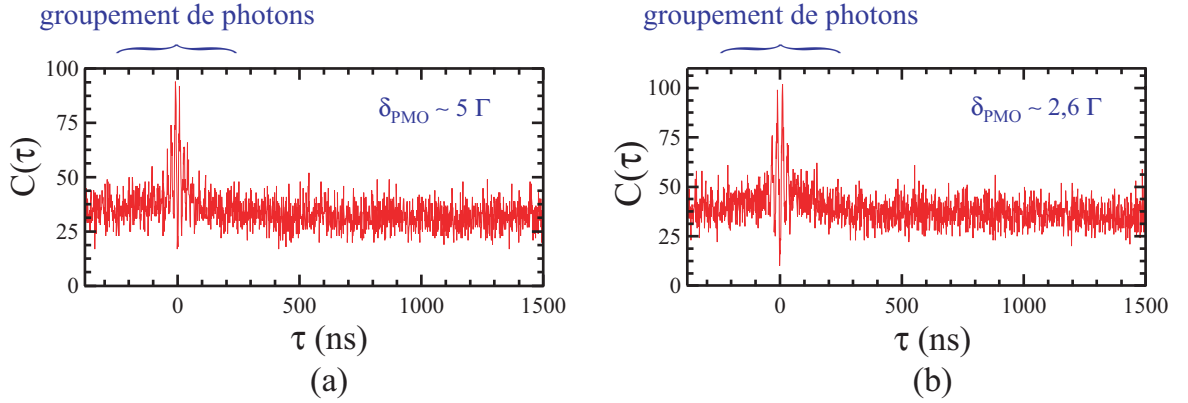 groupement de photons
δPMO ~ 5 Γ
C(τ)
100
75
50
25
0
0 500 1000 1500
τ (ns)
(a)
groupement de photons
δPMO ~ 2,6 Γ
C(τ)
100
75
50
25
0
0 500 1000 1500
τ (ns)
(b)